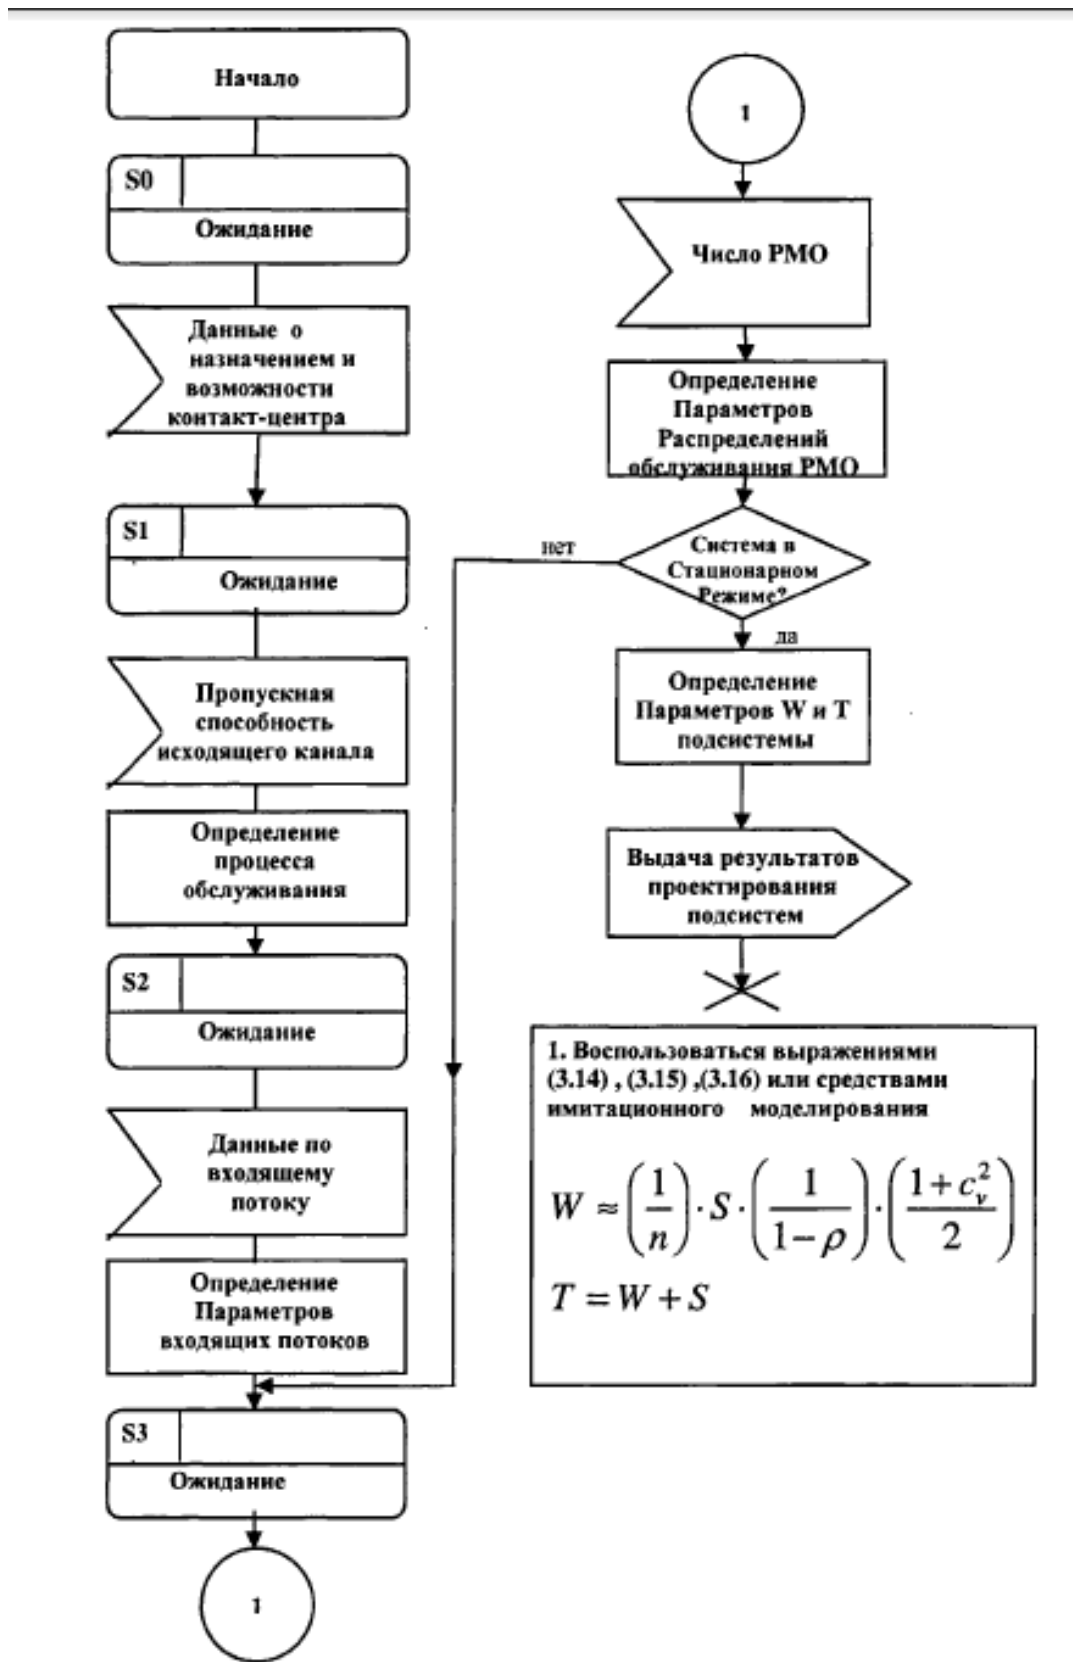 Начало
S0
Ожидание
Данные о
назначением и
возможности
контакт-центра
S1
Ожидание
Пропускная
способность
исходящего канала
Определение
процесса
обслуживания
S2
Ожидание
Данные по
входящему
потоку
Определение
Параметров
входящих потоков
S3
Ожидание
1
1
Число РМО
Определение
Параметров
Распределений
обслуживания РМО
Система в
Стационарном
Режиме?
нет
да
Определение
Параметров W и T
подсистемы
Выдача результатов
проектирования
подсистем
1. Воспользоваться выражениями
(3.14) , (3.15) ,(3.16) или средствами
имитационного моделирования
W ≈ (1/n) · S · (1/(1−ρ)) · ((1+c_v^2)/2)
T = W + S